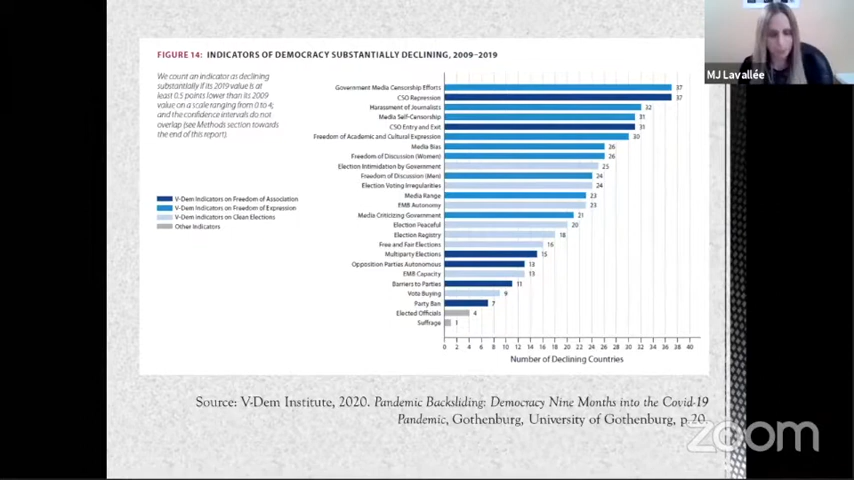 MJ Lavallée
FIGURE 14: INDICATORS OF DEMOCRACY SUBSTANTIALLY DECLINING, 2009–2019
We count an indicator as declining
substantially if its 2019 value is at
least 0.5 points lower than its 2009
value on a scale ranging from 0 to 4;
and the confidence intervals do not
overlap (see Methods section towards
the end of this report).
V-Dem Indicators on Freedom of Association
V-Dem Indicators on Freedom of Expression
V-Dem Indicators on Clean Elections
Other Indicators
Government Media Censorship Efforts 37
CSO Repression 37
Harassment of Journalists 32
Media Self-Censorship 31
CSO Entry and Exit 31
Freedom of Academic and Cultural Expression 30
Media Bias 26
Freedom of Discussion (Women) 26
Election Intimidation by Government 25
Freedom of Discussion (Men) 24
Election Voting Irregularities 24
Media Range 23
EMB Autonomy 23
Media Criticizing Government 21
Election Peaceful 20
Election Registry 18
Free and Fair Elections 16
Multiparty Elections 15
Opposition Parties Autonomous 13
EMB Capacity 13
Barriers to Parties 11
Vote Buying 9
Party Ban 7
Elected Officials 4
Suffrage 1
0 2 4 6 8 10 12 14 16 18 20 22 24 26 28 30 32 34 36 38 40
Number of Declining Countries
Source: V-Dem Institute, 2020. Pandemic Backsliding: Democracy Nine Months into the Covid-19
Pandemic, Gothenburg, University of Gothenburg, p.20.
zoom